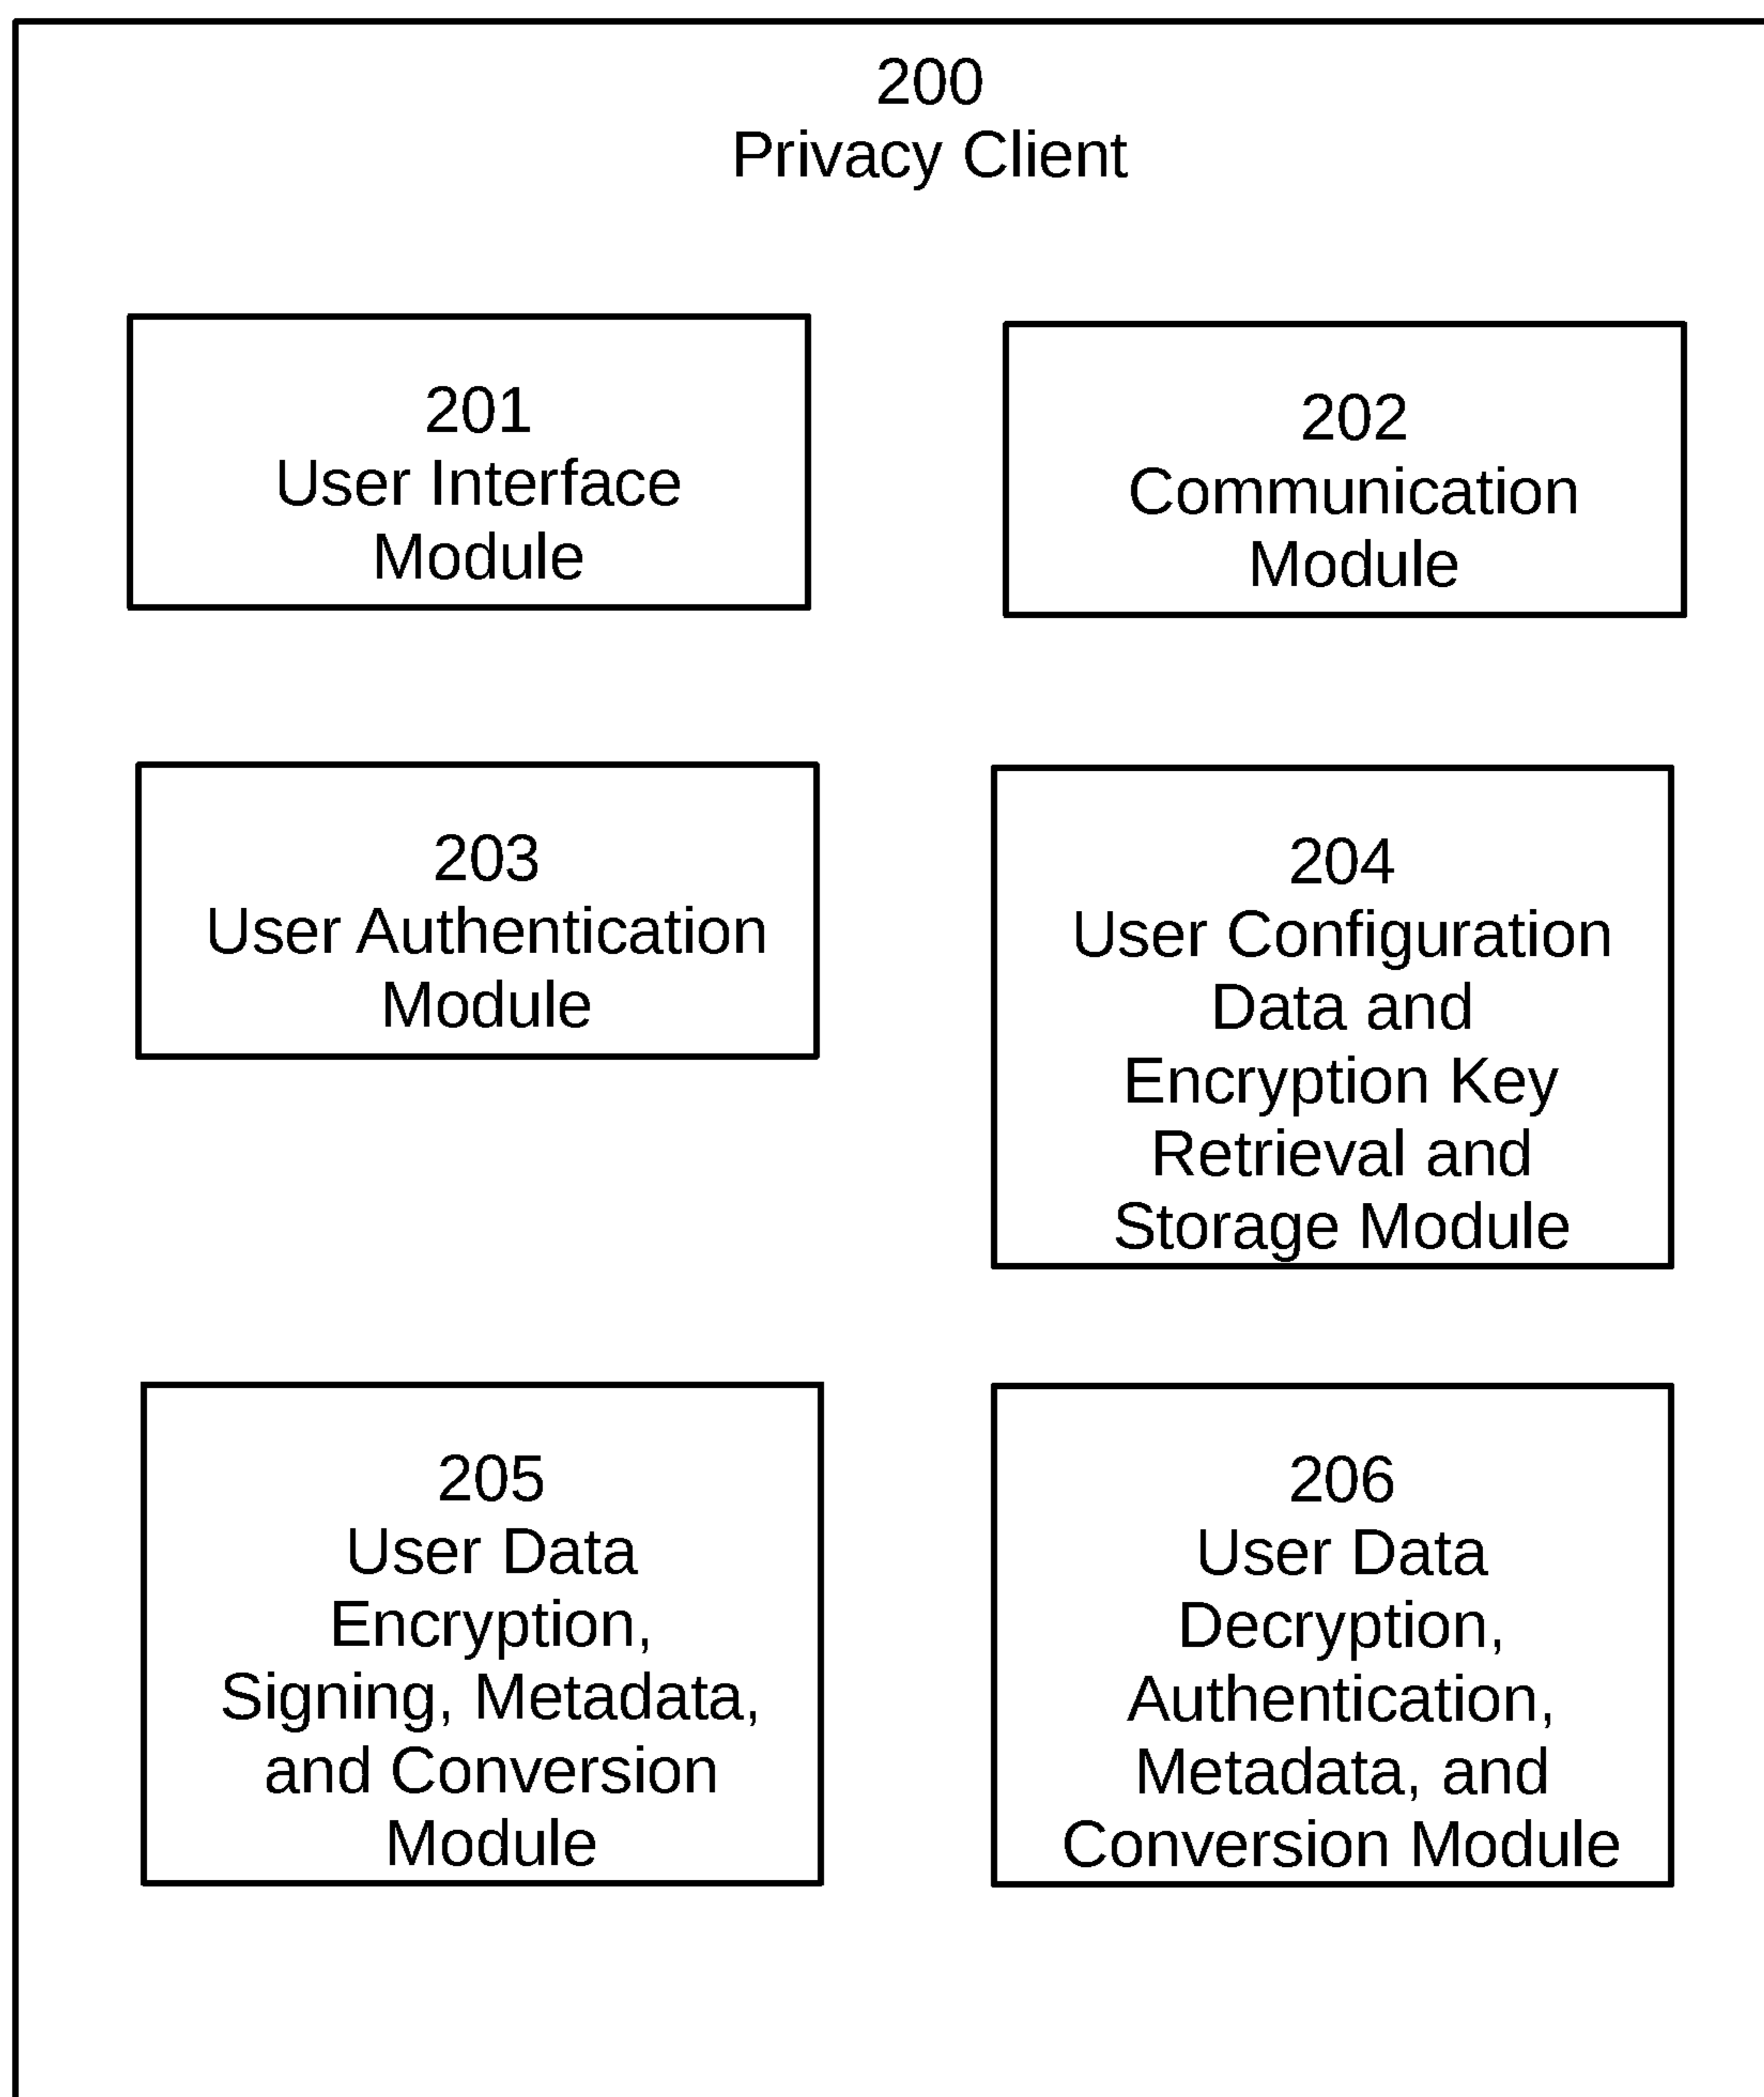 200
Privacy Client
201
User Interface
Module
202
Communication
Module
203
User Authentication
Module
204
User Configuration
Data and
Encryption Key
Retrieval and
Storage Module
205
User Data
Encryption,
Signing, Metadata,
and Conversion
Module
206
User Data
Decryption,
Authentication,
Metadata, and
Conversion Module